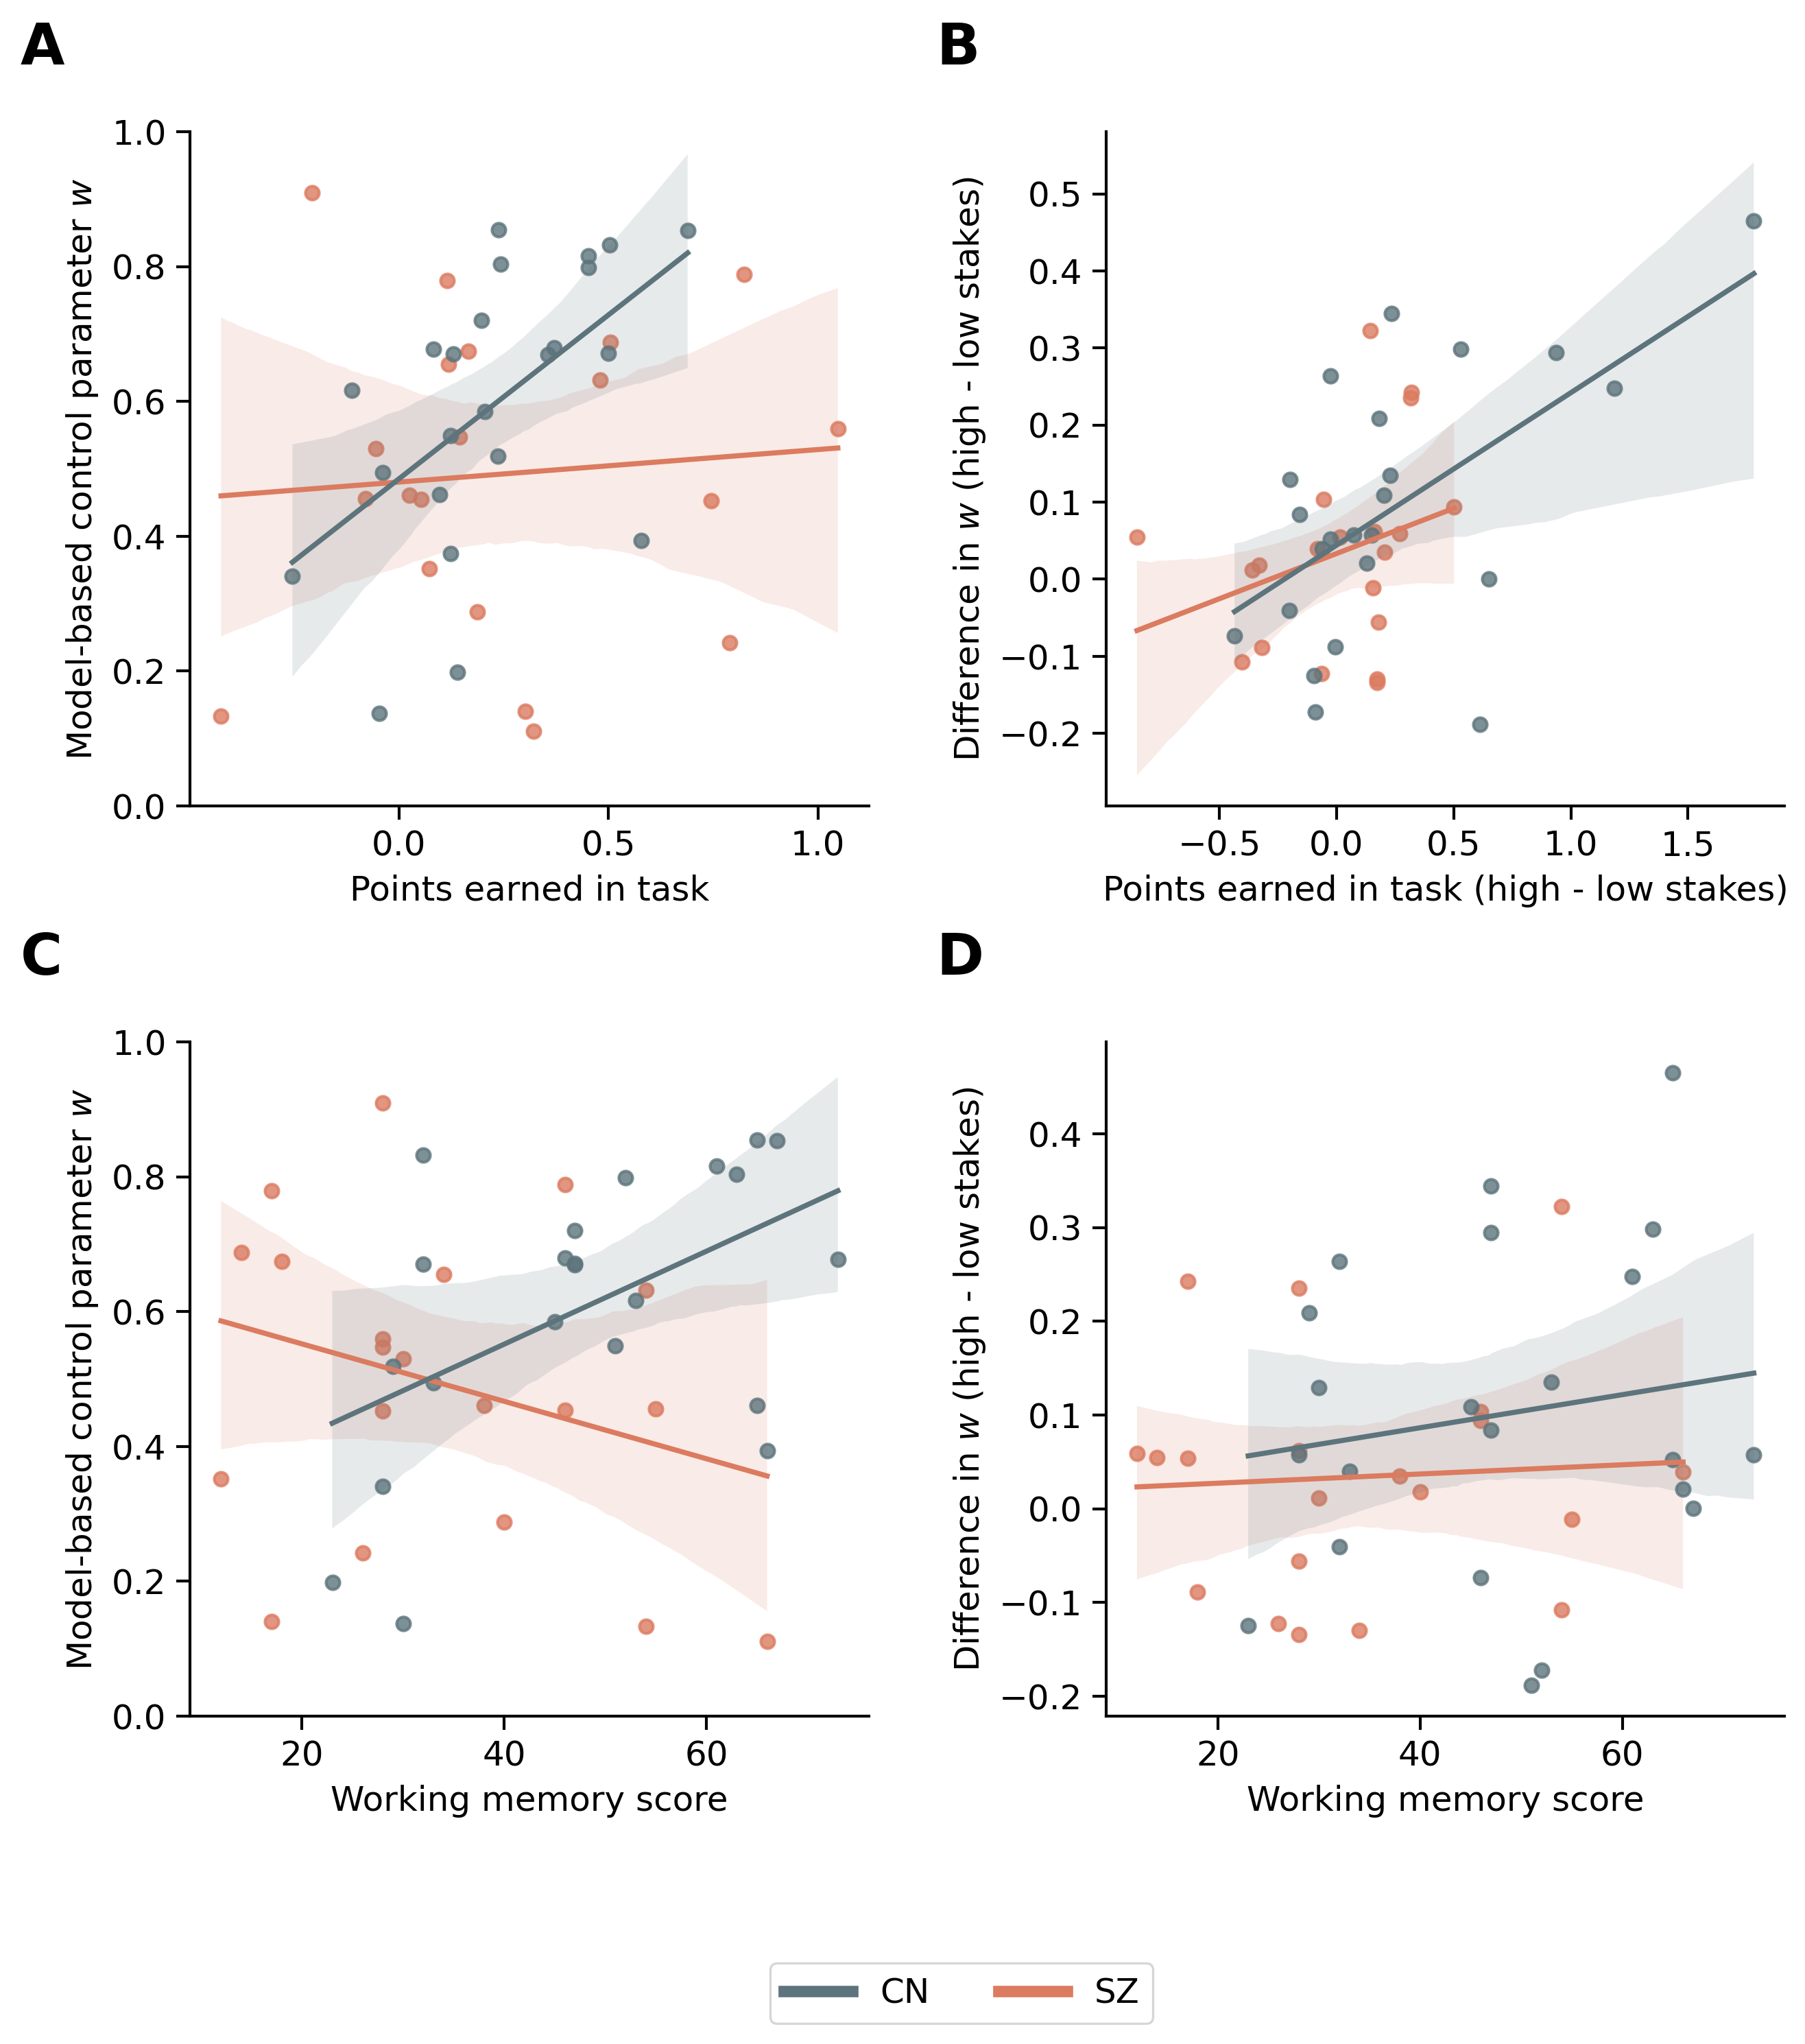 A
B
Model-based control parameter w
1.0
0.8
0.6
0.4
0.2
0.0
0.0 0.5 1.0
Points earned in task
Difference in w (high - low stakes)
0.5
0.4
0.3
0.2
0.1
0.0
−0.1
−0.2
−0.5 0.0 0.5 1.0 1.5
Points earned in task (high - low stakes)
C
D
Model-based control parameter w
1.0
0.8
0.6
0.4
0.2
0.0
20 40 60
Working memory score
Difference in w (high - low stakes)
0.4
0.3
0.2
0.1
0.0
−0.1
−0.2
20 40 60
Working memory score
CN SZ